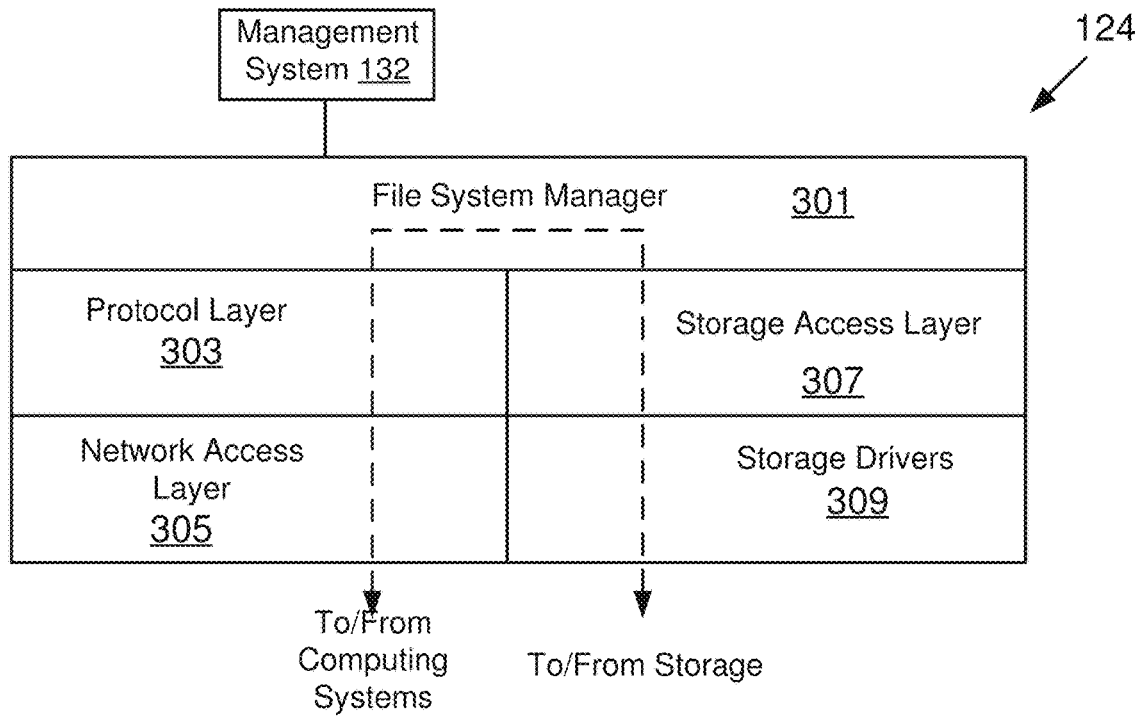 124
Management
System 132
File System Manager 301
Protocol Layer
303
Storage Access Layer
307
Network Access
Layer
305
Storage Drivers
309
To/From
Computing
Systems
To/From Storage